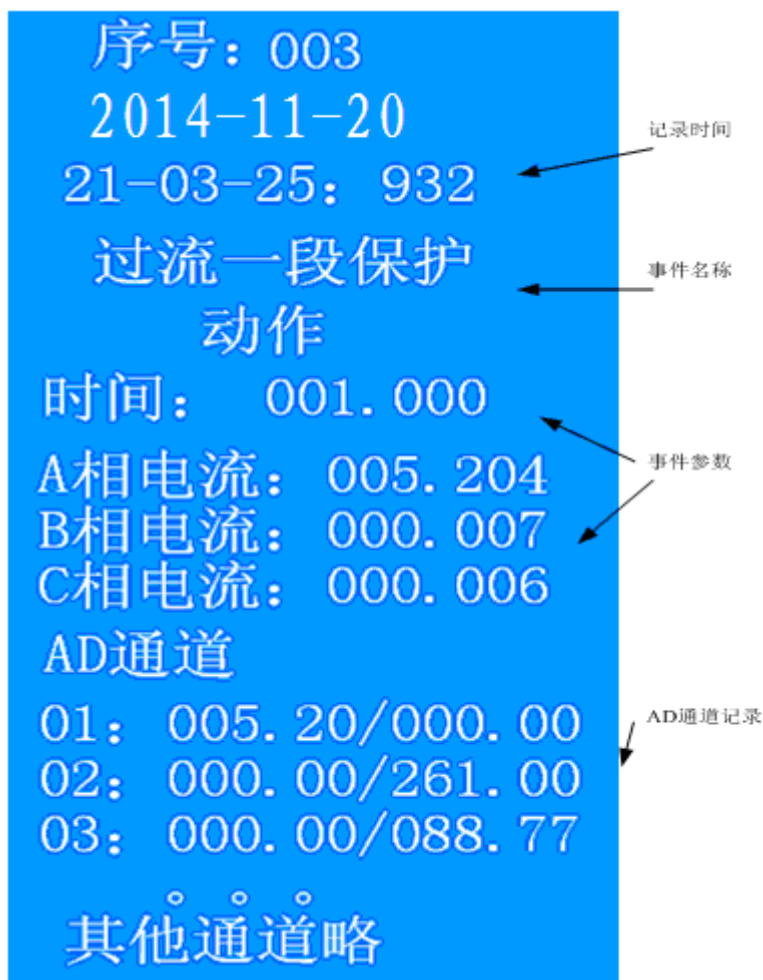 序号：003
2014-11-20
21-03-25：932
记录时间
过流一段保护
动作
事件名称
时间： 001.000
A相电流：005.204
B相电流：000.007
C相电流：000.006
事件参数
AD通道
01：005.20/000.00
02：000.00/261.00
03：000.00/088.77
AD通道记录
。。。
其他通道略